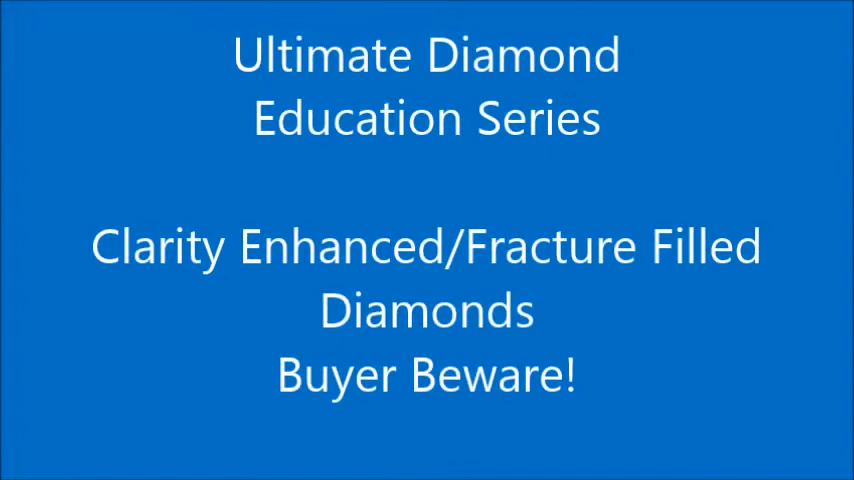 Ultimate Diamond
Education Series
Clarity Enhanced/Fracture Filled
Diamonds
Buyer Beware!